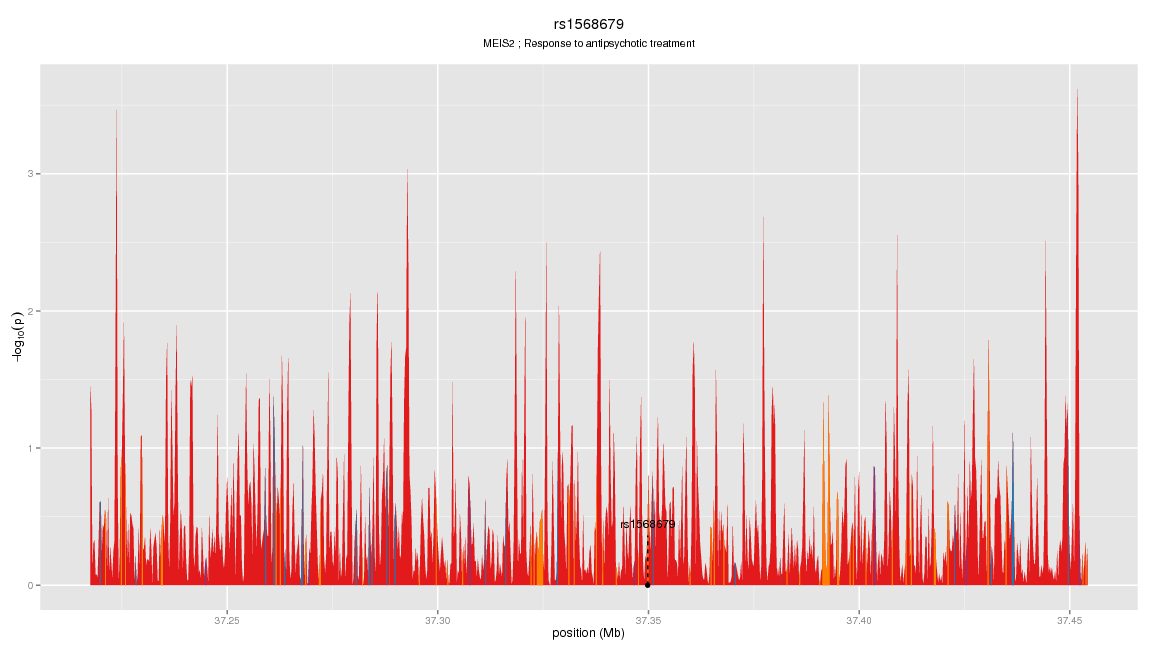 rs1568679
MEIS2 ; Response to antipsychotic treatment
−log10(p)
3
2
1
0
rs1568679
37.25
37.30
37.35
37.40
37.45
position (Mb)